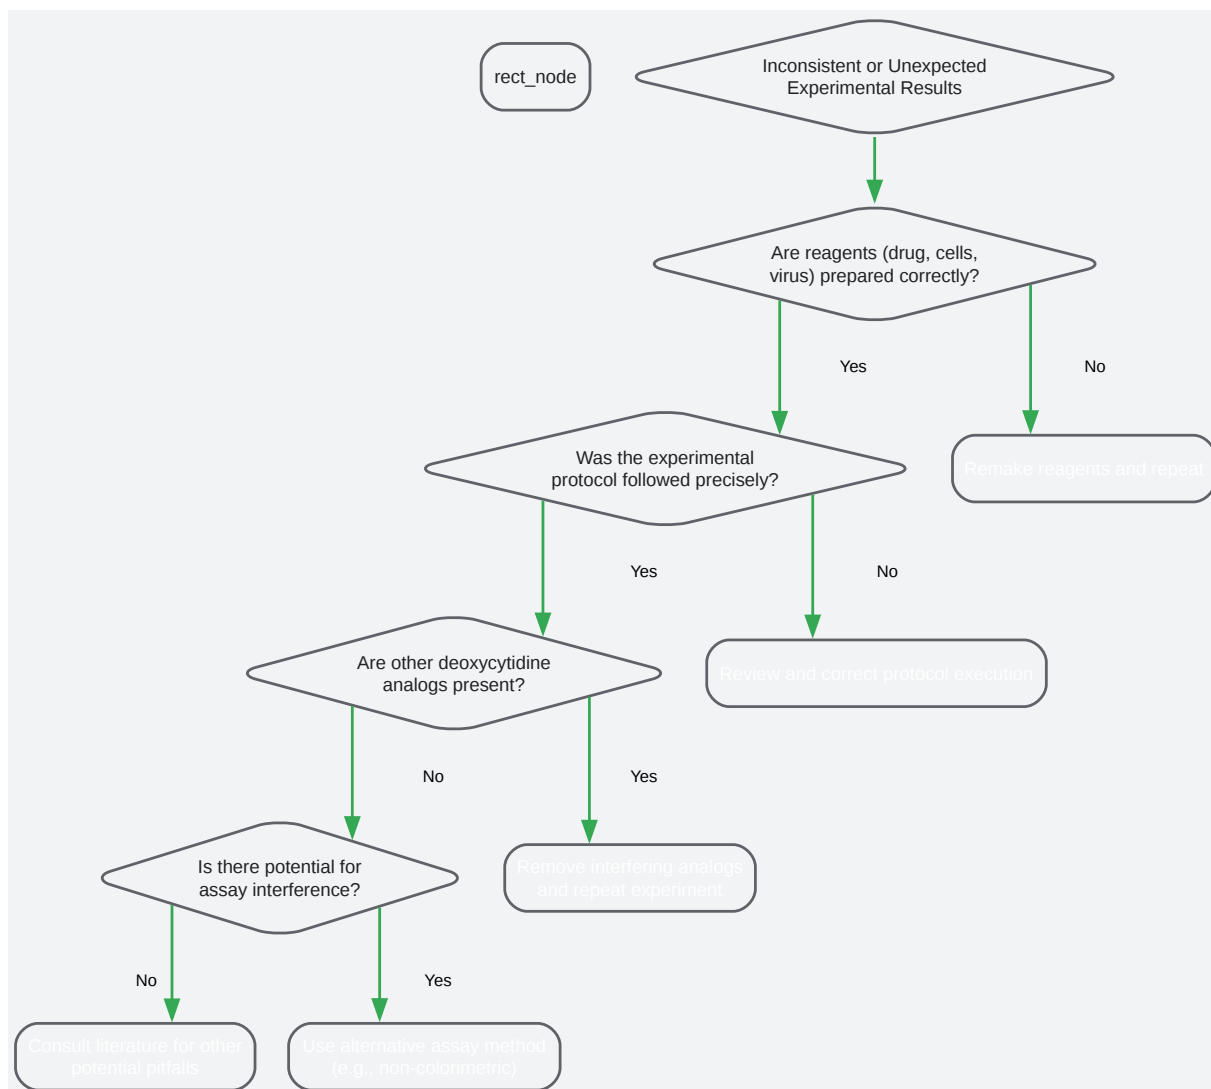 rect_node
Inconsistent or Unexpected
Experimental Results
Are reagents (drug, cells,
virus) prepared correctly?
Yes
No
Was the experimental
protocol followed precisely?
Remake reagents and repeat
Yes
No
Are other deoxycytidine
analogs present?
Review and correct protocol execution
No
Yes
Is there potential for
assay interference?
Remove interfering analogs
and repeat experiment
No
Yes
Consult literature for other
potential pitfalls
Use alternative assay method
(e.g., non-colorimetric)